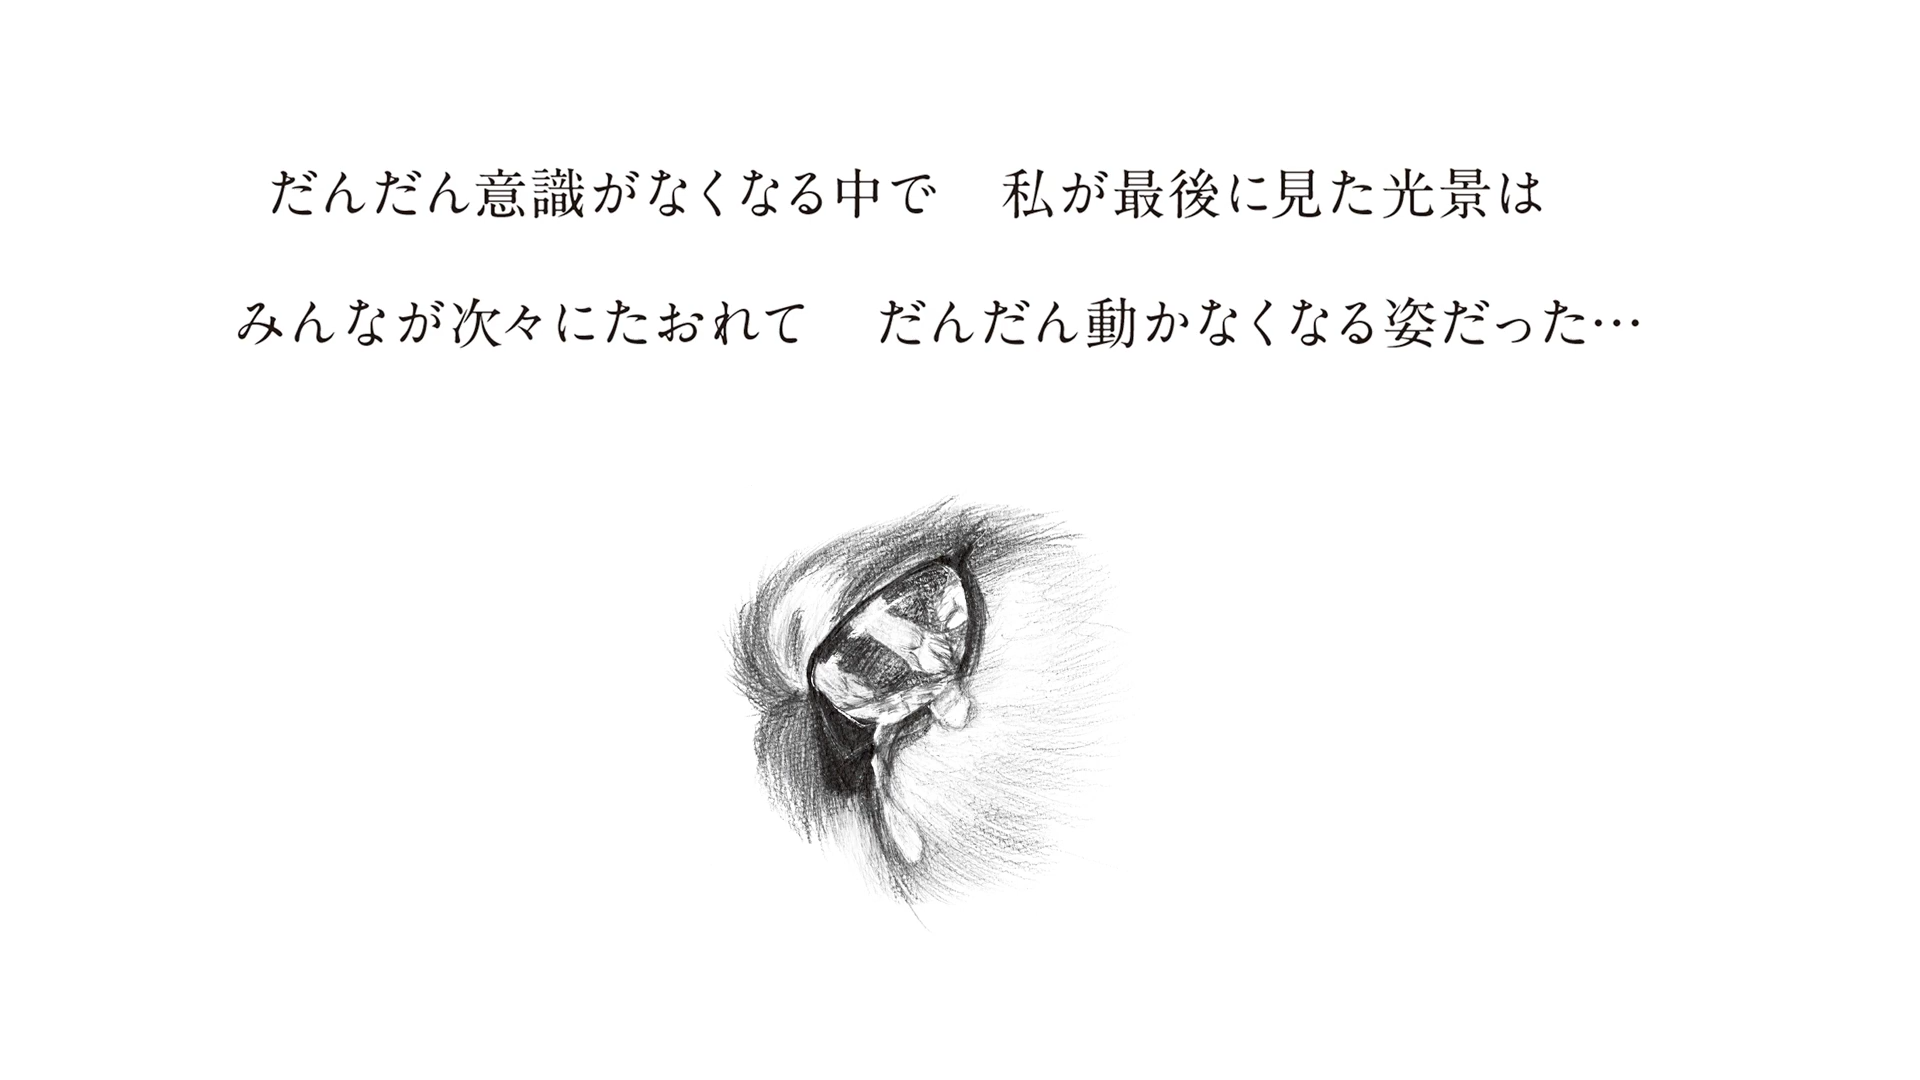 だんだん意識がなくなる中で　私が最後に見た光景は
みんなが次々にたおれて　だんだん動かなくなる姿だった…